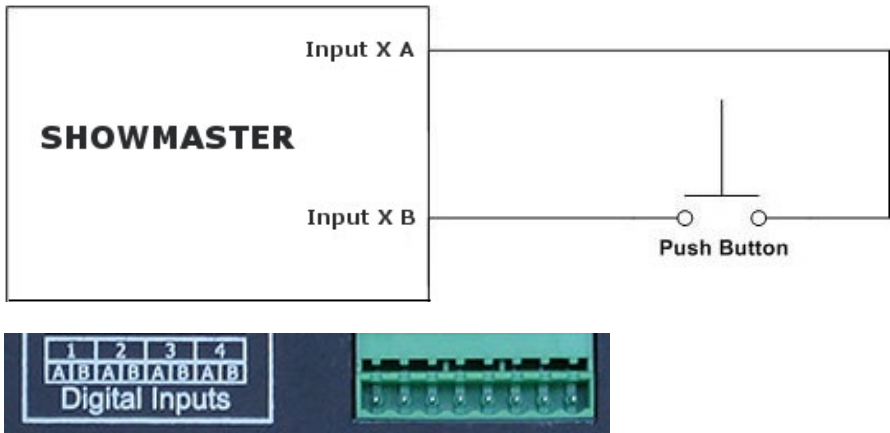 Input X A
SHOWMASTER
Input X B
Push Button
1 2 3 4
A B A B A B A B
Digital Inputs